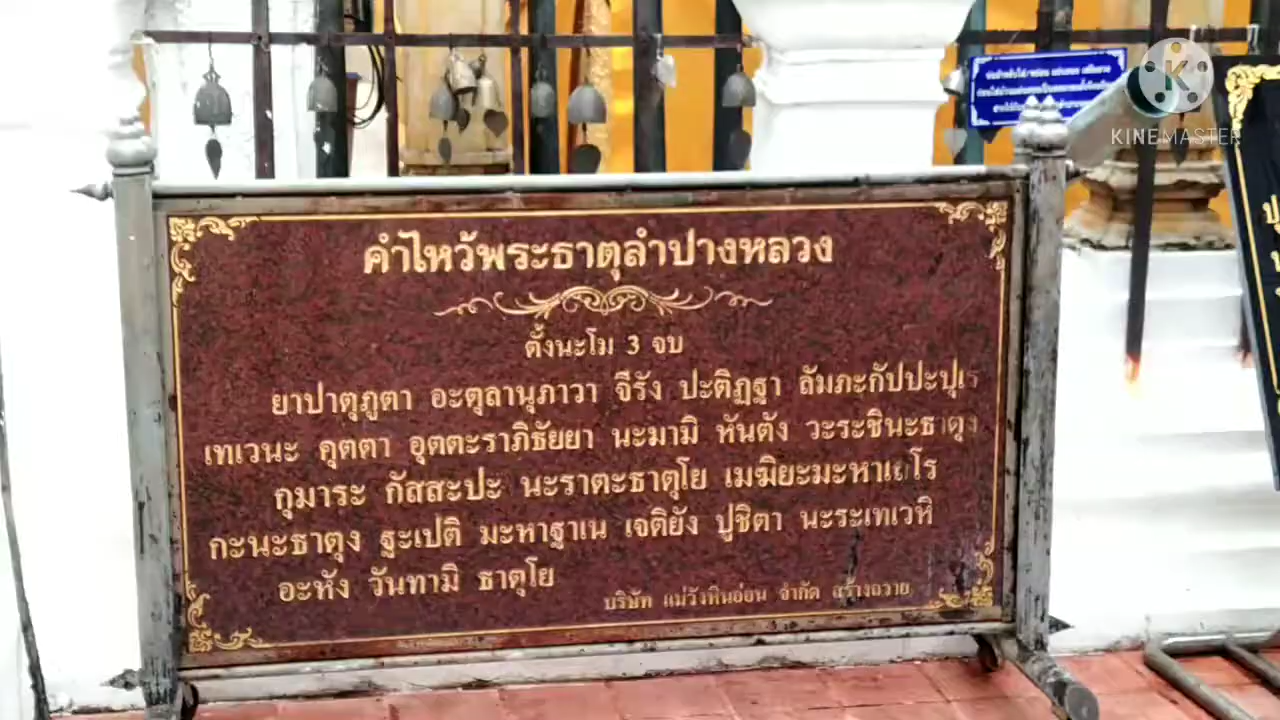 คำไหว้พระธาตุลำปางหลวง
ตั้งนะโม 3 จบ
ยาปาตุภูตา อะตุลานุภาวา จีรัง ปะติฏฐา ลัมภะกัปปะปุเร
เทเวนะ คุตตา อุตตะราภิธัยยา นะมามิ หันตัง วะระชินะธาตุง
กุมาระ กัสสะปะ นะราตะธาตุโย เมฆิยะมะหาเถโร
กะนะธาตุง ฐะเปติ มะหาฐาเน เจติยัง ปูชิตา นะระเทเวหิ
อะหัง วันทามิ ธาตุโย
บริษัท แม่วังหินอ่อน จำกัด สร้างถวาย
KINEMASTER